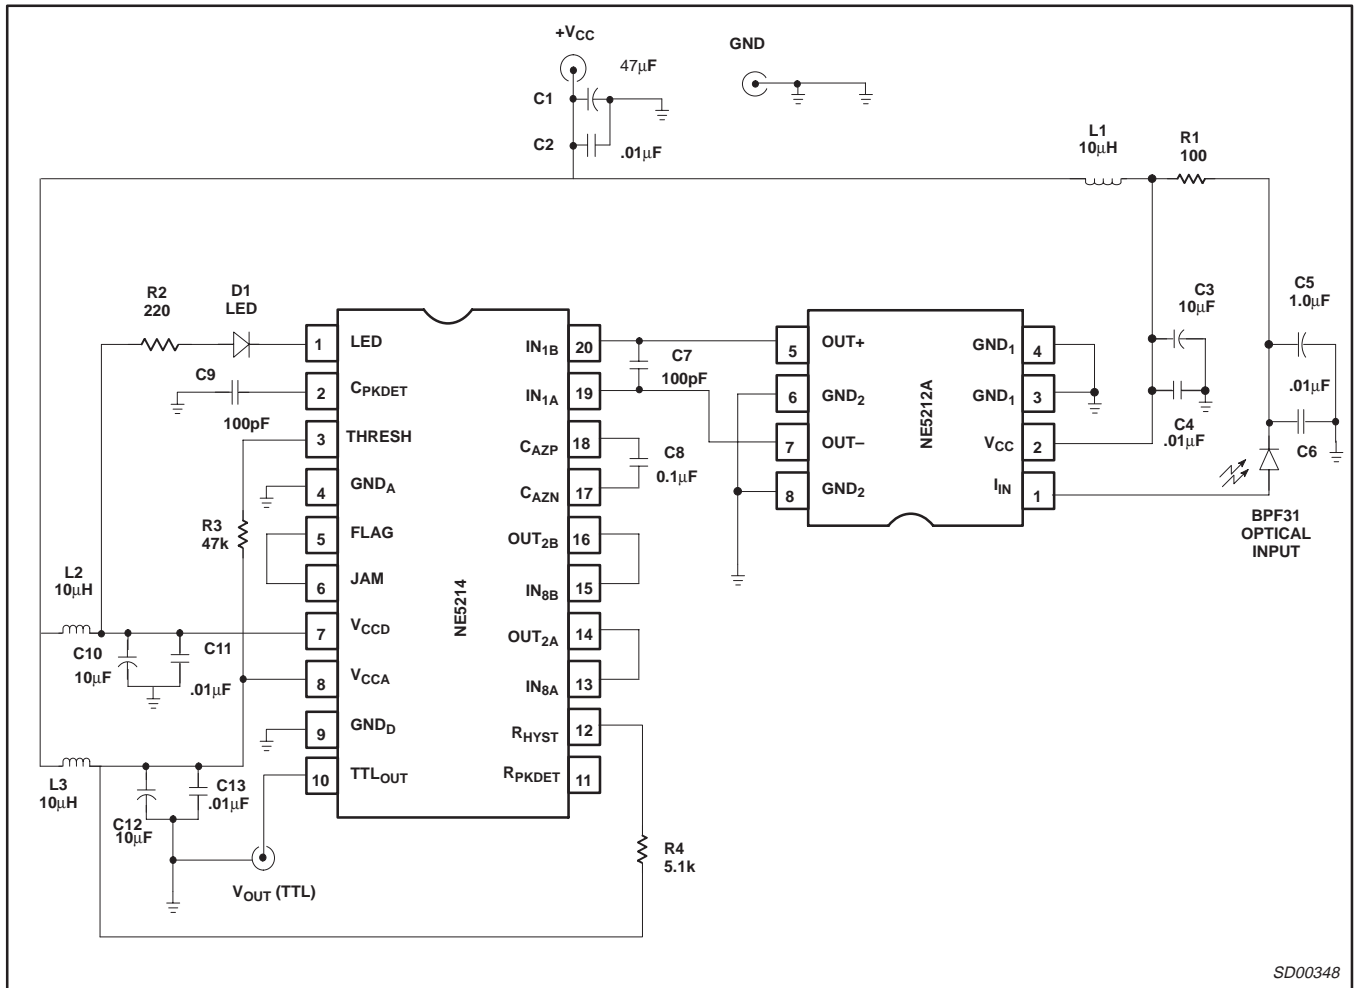 +VCC
GND
47μF
C1
C2
.01μF
L1
10μH
R1
100
R2
220
D1
LED
C9
100pF
1 LED
2 CPKDET
3 THRESH
4 GNDA
5 FLAG
6 JAM
7 VCCD
8 VCCA
9 GNDD
10 TTLOUT
NE5214
IN1B 20
IN1A 19
CAZP 18
CAZN 17
OUT2B 16
IN8B 15
OUT2A 14
IN8A 13
RHYST 12
RPKDET 11
C7
100pF
C8
0.1μF
5 OUT+
6 GND2
7 OUT–
8 GND2
NE5212A
GND1 4
GND1 3
VCC 2
IIN 1
C3
10μF
C4
.01μF
C5
1.0μF
.01μF
C6
BPF31
OPTICAL
INPUT
R3
47k
L2
10μH
C10
10μF
C11
.01μF
L3
10μH
C12
10μF
C13
.01μF
VOUT (TTL)
R4
5.1k
SD00348